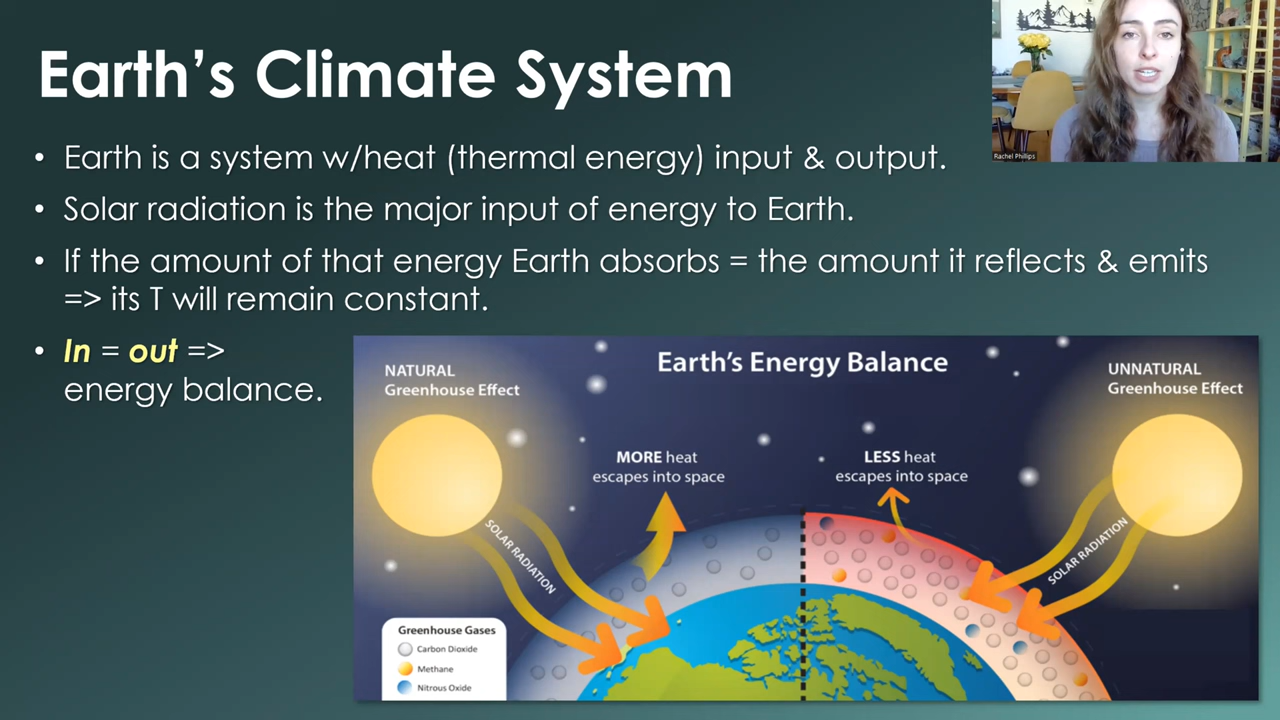 Earth's Climate System
• Earth is a system w/heat (thermal energy) input & output.
• Solar radiation is the major input of energy to Earth.
• If the amount of that energy Earth absorbs = the amount it reflects & emits
=> its T will remain constant.
• In = out =>
energy balance.
Rachel Phillips
Earth's Energy Balance
NATURAL
Greenhouse Effect
UNNATURAL
Greenhouse Effect
MORE heat
escapes into space
LESS heat
escapes into space
SOLAR RADIATION
SOLAR RADIATION
Greenhouse Gases
Carbon Dioxide
Methane
Nitrous Oxide